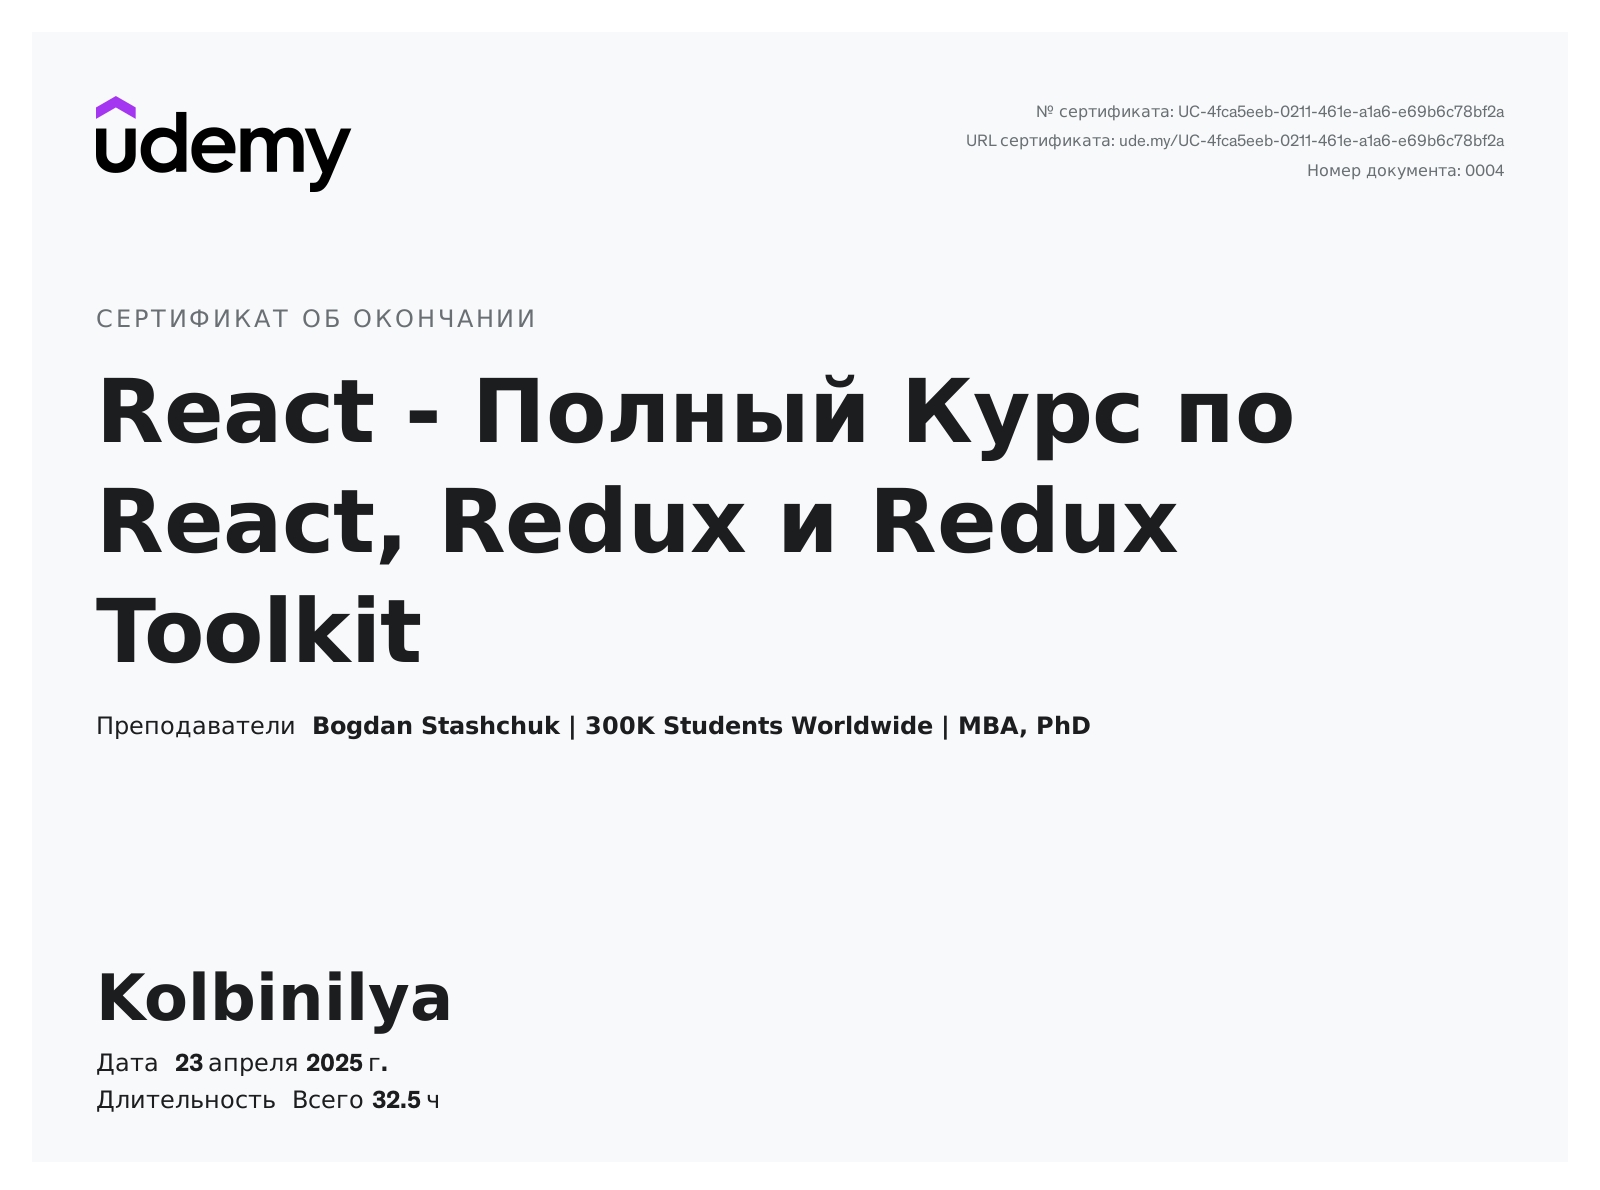 udemy
№ сертификата: UC-4fca5eeb-0211-461e-a1a6-e69b6c78bf2a
URL сертификата: ude.my/UC-4fca5eeb-0211-461e-a1a6-e69b6c78bf2a
Номер документа: 0004
СЕРТИФИКАТ ОБ ОКОНЧАНИИ
React - Полный Курс по
React, Redux и Redux
Toolkit
Преподаватели Bogdan Stashchuk | 300K Students Worldwide | MBA, PhD
Kolbinilya
Дата 23 апреля 2025 г.
Длительность Всего 32.5 ч